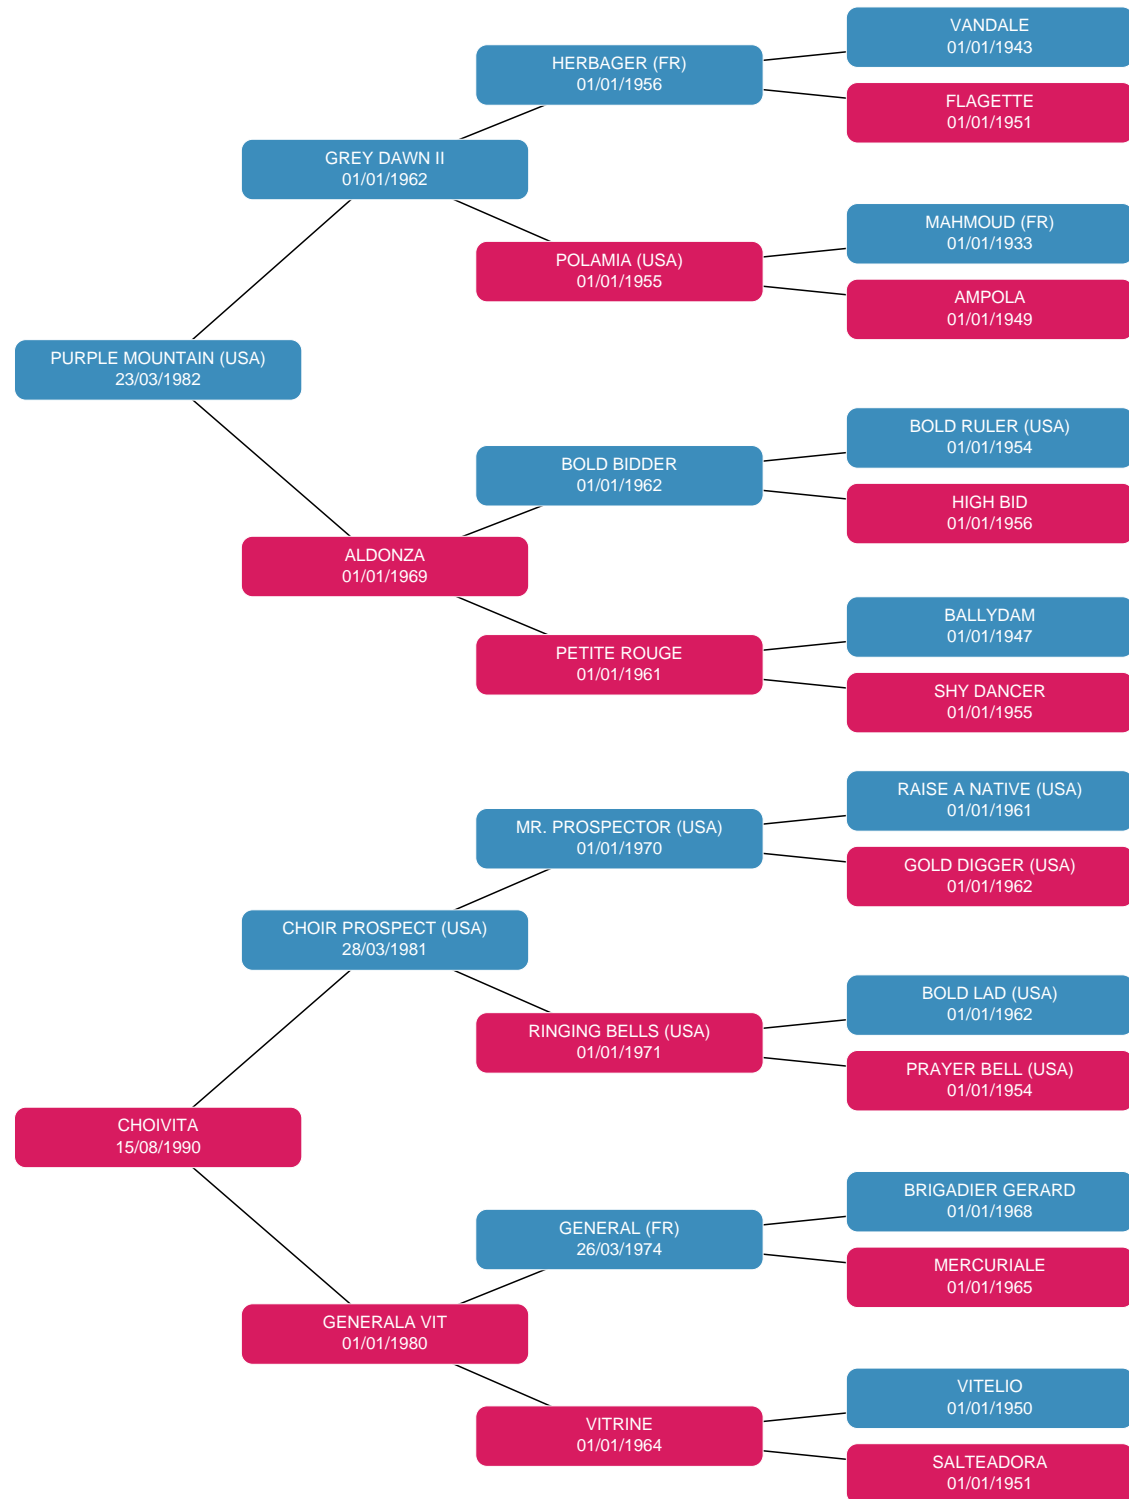 VANDALE
01/01/1943
HERBAGER (FR)
01/01/1956
FLAGETTE
01/01/1951
GREY DAWN II
01/01/1962
MAHMOUD (FR)
01/01/1933
POLAMIA (USA)
01/01/1955
AMPOLA
01/01/1949
PURPLE MOUNTAIN (USA)
23/03/1982
BOLD RULER (USA)
01/01/1954
BOLD BIDDER
01/01/1962
HIGH BID
01/01/1956
ALDONZA
01/01/1969
BALLYDAM
01/01/1947
PETITE ROUGE
01/01/1961
SHY DANCER
01/01/1955
RAISE A NATIVE (USA)
01/01/1961
MR. PROSPECTOR (USA)
01/01/1970
GOLD DIGGER (USA)
01/01/1962
CHOIR PROSPECT (USA)
28/03/1981
BOLD LAD (USA)
01/01/1962
RINGING BELLS (USA)
01/01/1971
PRAYER BELL (USA)
01/01/1954
CHOIVITA
15/08/1990
BRIGADIER GERARD
01/01/1968
GENERAL (FR)
26/03/1974
MERCURIALE
01/01/1965
GENERALA VIT
01/01/1980
VITELIO
01/01/1950
VITRINE
01/01/1964
SALTEADORA
01/01/1951